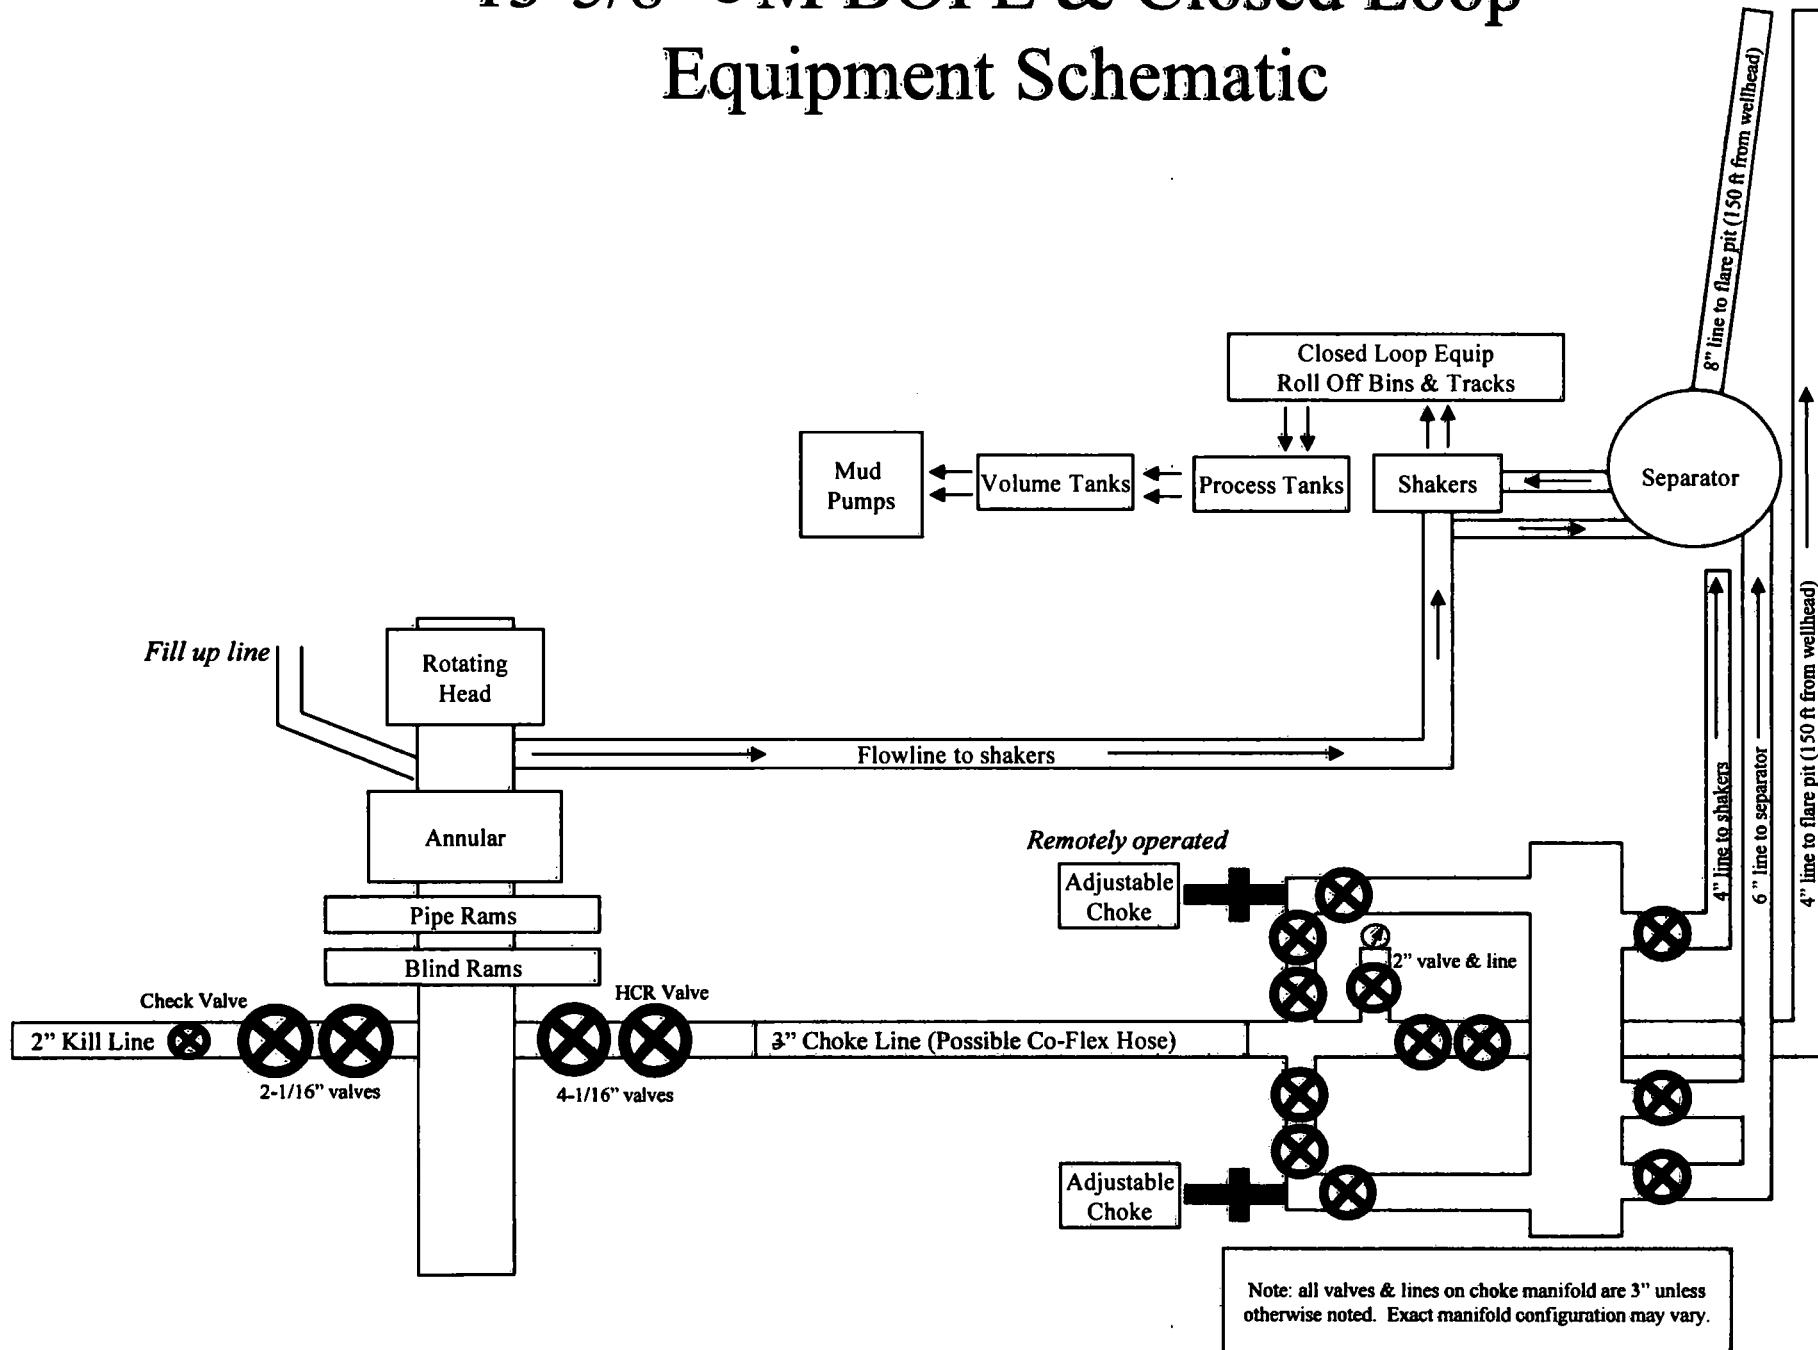 BOPE & Closed Loop
Equipment Schematic
8” line to flare pit (150 ft from wellhead)
Closed Loop Equip
Roll Off Bins & Tracks
Mud
Pumps
Volume Tanks
Process Tanks
Shakers
Separator
Fill up line
Rotating
Head
Flowline to shakers
4” line to shakers
6 ” line to separator
4” line to flare pit (150 ft from wellhead)
Annular
Remotely operated
Adjustable
Choke
Pipe Rams
Blind Rams
2” valve & line
Check Valve
HCR Valve
2” Kill Line
3” Choke Line (Possible Co-Flex Hose)
2-1/16” valves
4-1/16” valves
Adjustable
Choke
Note: all valves & lines on choke manifold are 3” unless
otherwise noted. Exact manifold configuration may vary.